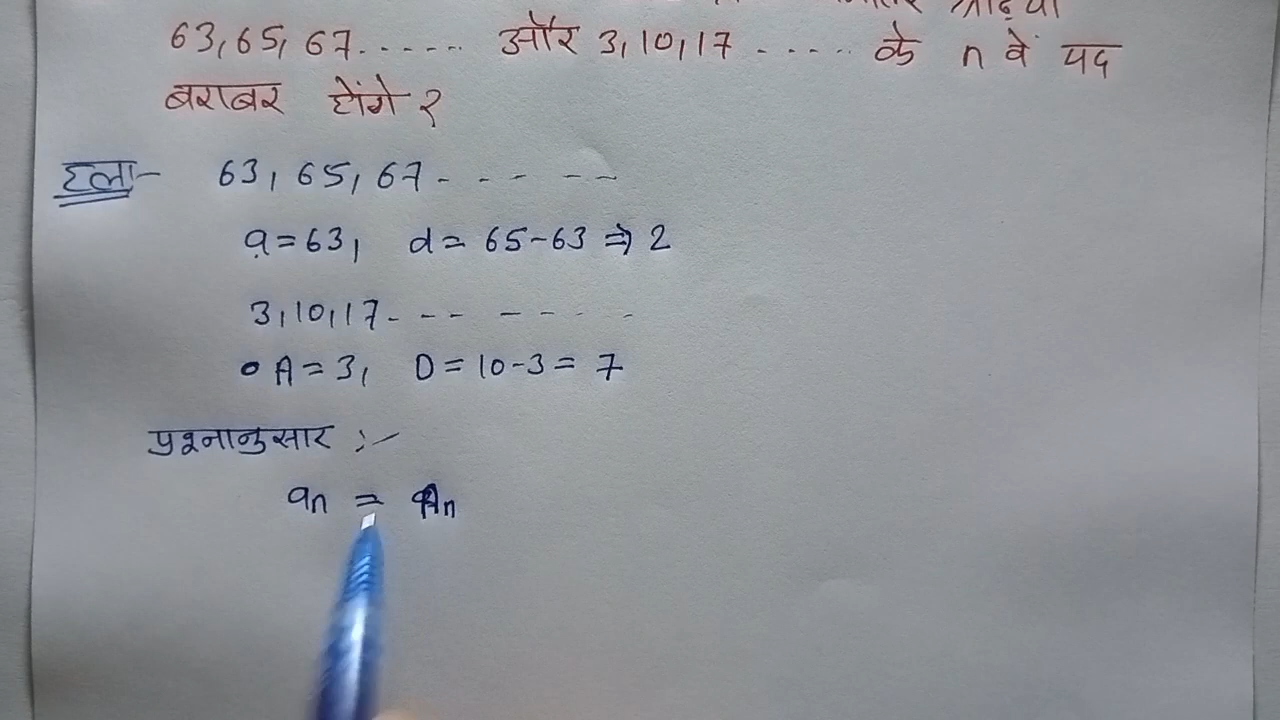 श्रेढ़ियों
63, 65, 67...... और 3, 10, 17 ..... के n वें पद
बराबर होंगे ?
हल:- 63, 65, 67 - - - - -
a = 63, d = 65-63 ⇒ 2
3, 10, 17 - - - - - - -
• A = 3, D = 10-3 = 7
प्रश्नानुसार :-
an = An